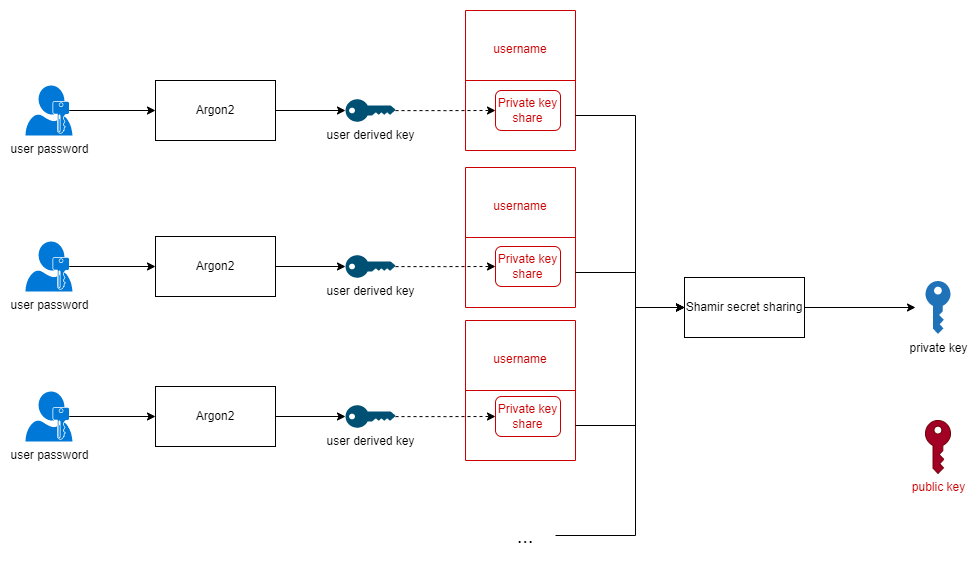 username
Private key
share
Argon2
user password
user derived key
username
Private key
share
Argon2
user password
user derived key
Shamir secret sharing
private key
username
Private key
share
Argon2
user password
user derived key
public key
...